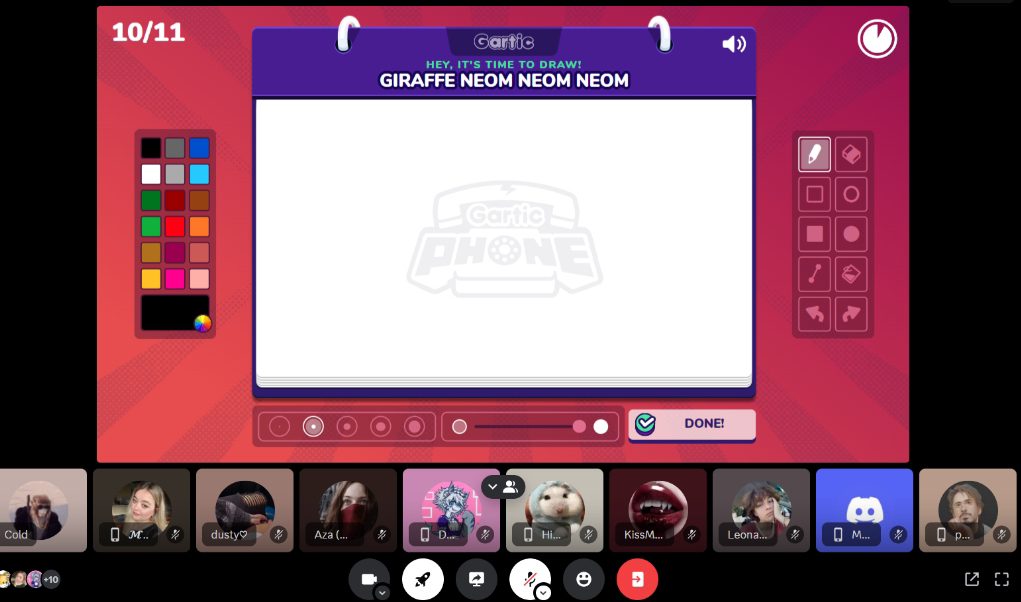 10/11
Gartic
HEY, IT'S TIME TO DRAW!
GIRAFFE NEOM NEOM NEOM
Gartic
PHONE
DONE!
Cold
M...
dusty♡
Aza (...
D...
Hi...
KissM...
Leona...
M...
p...
+10